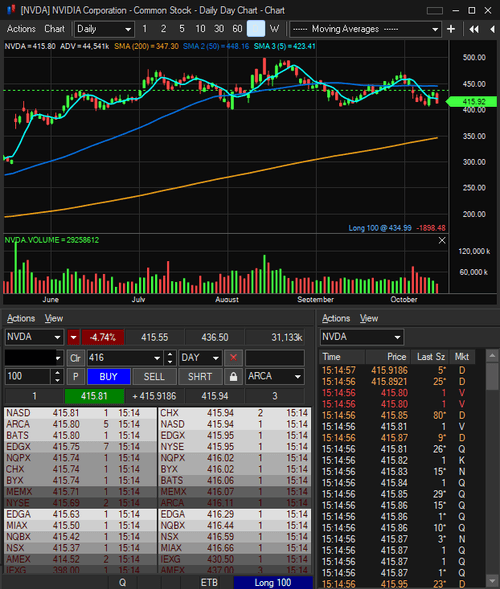 [NVDA] NVIDIA Corporation - Common Stock - Daily Day Chart - Chart
Actions Chart Daily 1 2 5 10 30 60 W ------ Moving Averages ------
NVDA = 415.80 ADV = 44,541k SMA (200) = 347.30 SMA 2 (50) = 448.16 SMA 3 (5) = 423.41
500.00
450.00
415.92
400.00
350.00
300.00
250.00
200.00
Long 100 @ 434.99 -1898.48
NVDA.VOLUME = 29258612
120,000 k
60,000 k
June July August September October
Actions View
NVDA -4.74% 415.55 436.50 31,133k
Clr 416 DAY
100 P BUY SELL SHRT ARCA
1 415.81 + 415.9186 415.94 3
NASD 415.81 1 15:14 CHX 415.94 2 15:14
ARCA 415.80 5 15:14 NASD 415.94 1 15:14
BATS 415.80 1 15:14 EDGX 415.95 1 15:14
EDGX 415.75 7 15:14 NYSE 415.95 1 15:14
NQPX 415.74 1 15:14 NQPX 416.02 1 15:14
CHX 415.74 1 15:14 BYX 416.02 1 15:14
BYX 415.74 1 15:14 BATS 416.06 1 15:14
MEMX 415.71 1 15:14 MEMX 416.07 1 15:14
NYSE 415.69 2 15:14 ARCA 416.11 1 15:14
EDGA 415.63 1 15:14 EDGA 416.29 1 15:14
MIAX 415.50 1 15:14 NQBX 416.44 1 15:14
NQBX 415.42 1 15:14 NSX 416.59 1 15:14
NSX 415.37 1 15:14 MIAX 416.66 1 15:14
AMEX 414.52 2 15:14 IEXG 430.50 1 15:14
IEXG 398.00 1 15:14 AMEX 437.00 3 15:14
Q ETB Long 100
Actions View
NVDA
Time Price Last Sz Mkt
15:14:57 415.9186 5* D
15:14:56 415.8921 25* D
15:14:56 415.80 1 V
15:14:56 415.80 1 V
15:14:56 415.85 80* D
15:14:56 415.81 1 V
15:14:56 415.87 9* D
15:14:56 415.81 26* Q
15:14:56 415.82 1 K
15:14:56 415.83 15* N
15:14:56 415.84 1 Q
15:14:56 415.85 29* Q
15:14:56 415.86 15* Q
15:14:56 415.86 1 Q
15:14:56 415.86 10* Q
15:14:56 415.87 3* N
15:14:56 415.87 1 Q
15:14:56 415.87 1 Q
15:14:56 415.87 1 Q
15:14:56 415.95 23* D